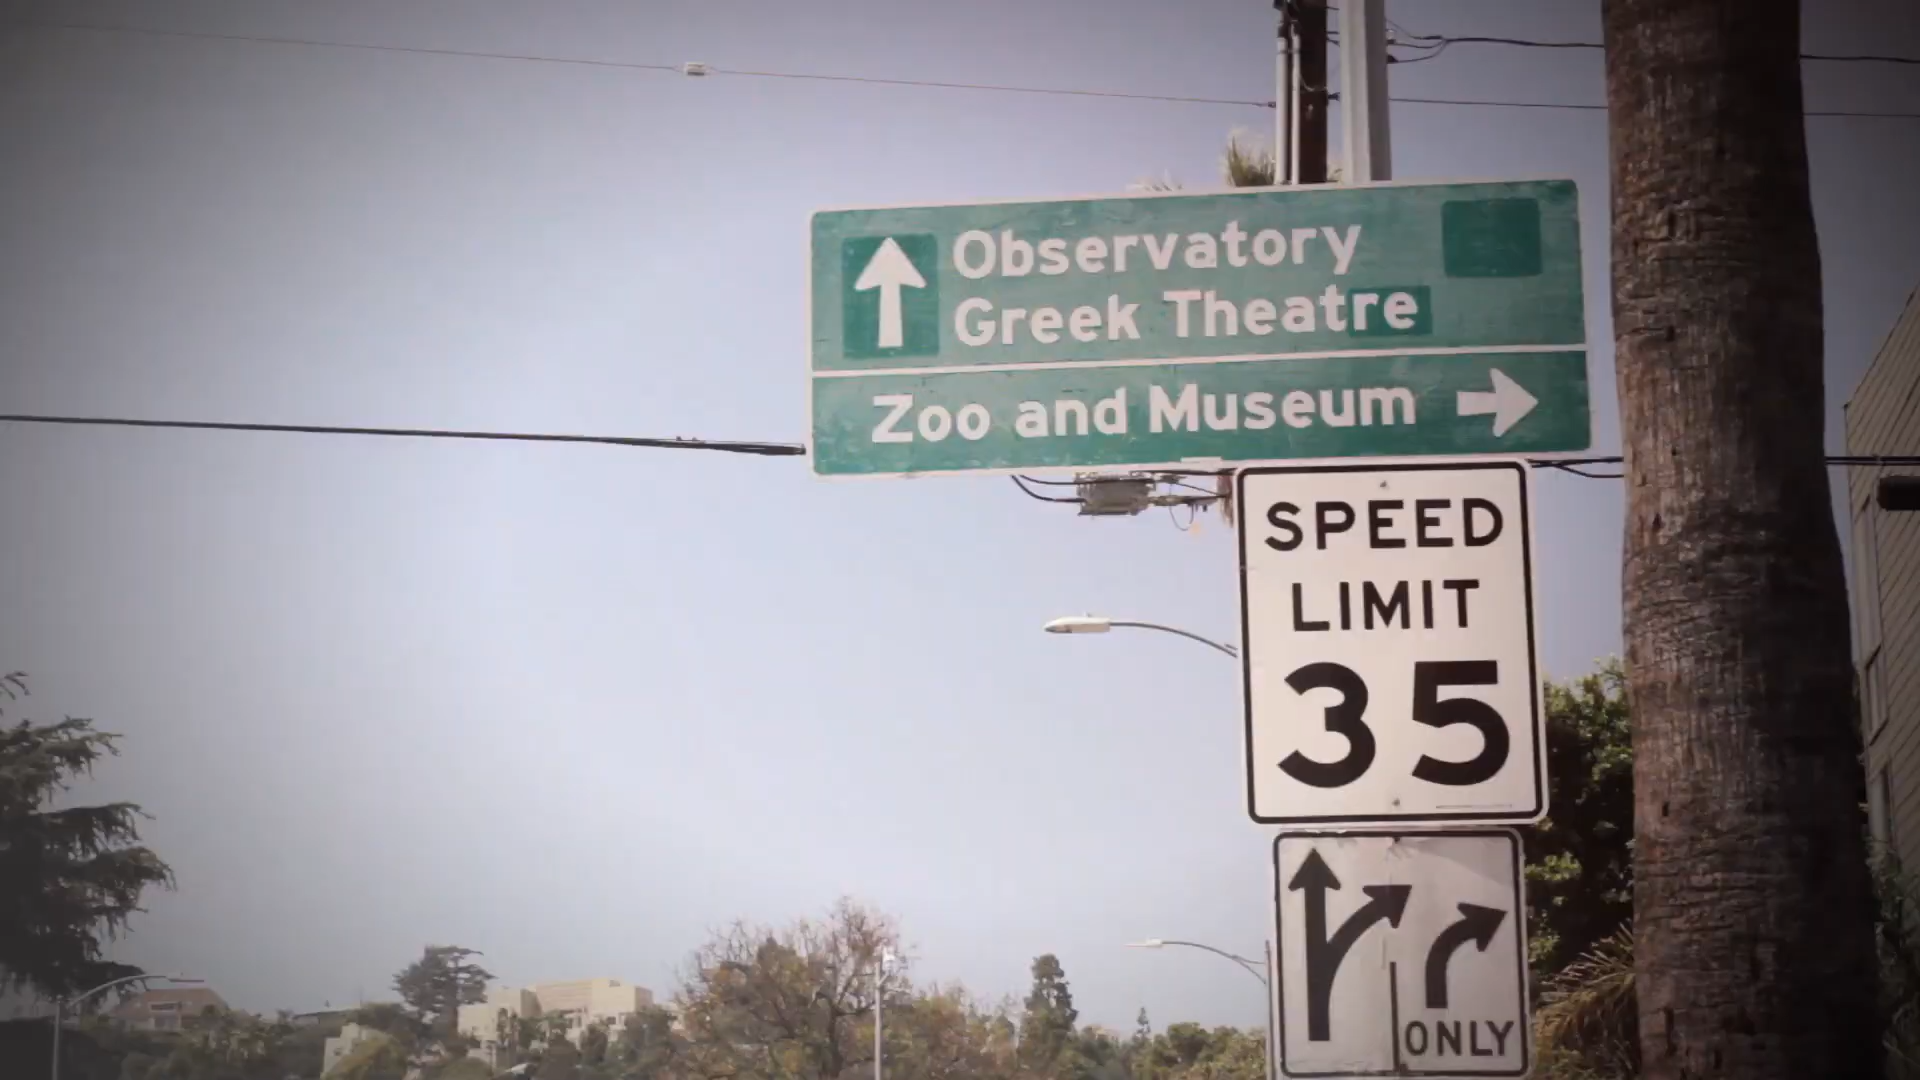 Observatory
Greek Theatre
Zoo and Museum
SPEED
LIMIT
35
ONLY